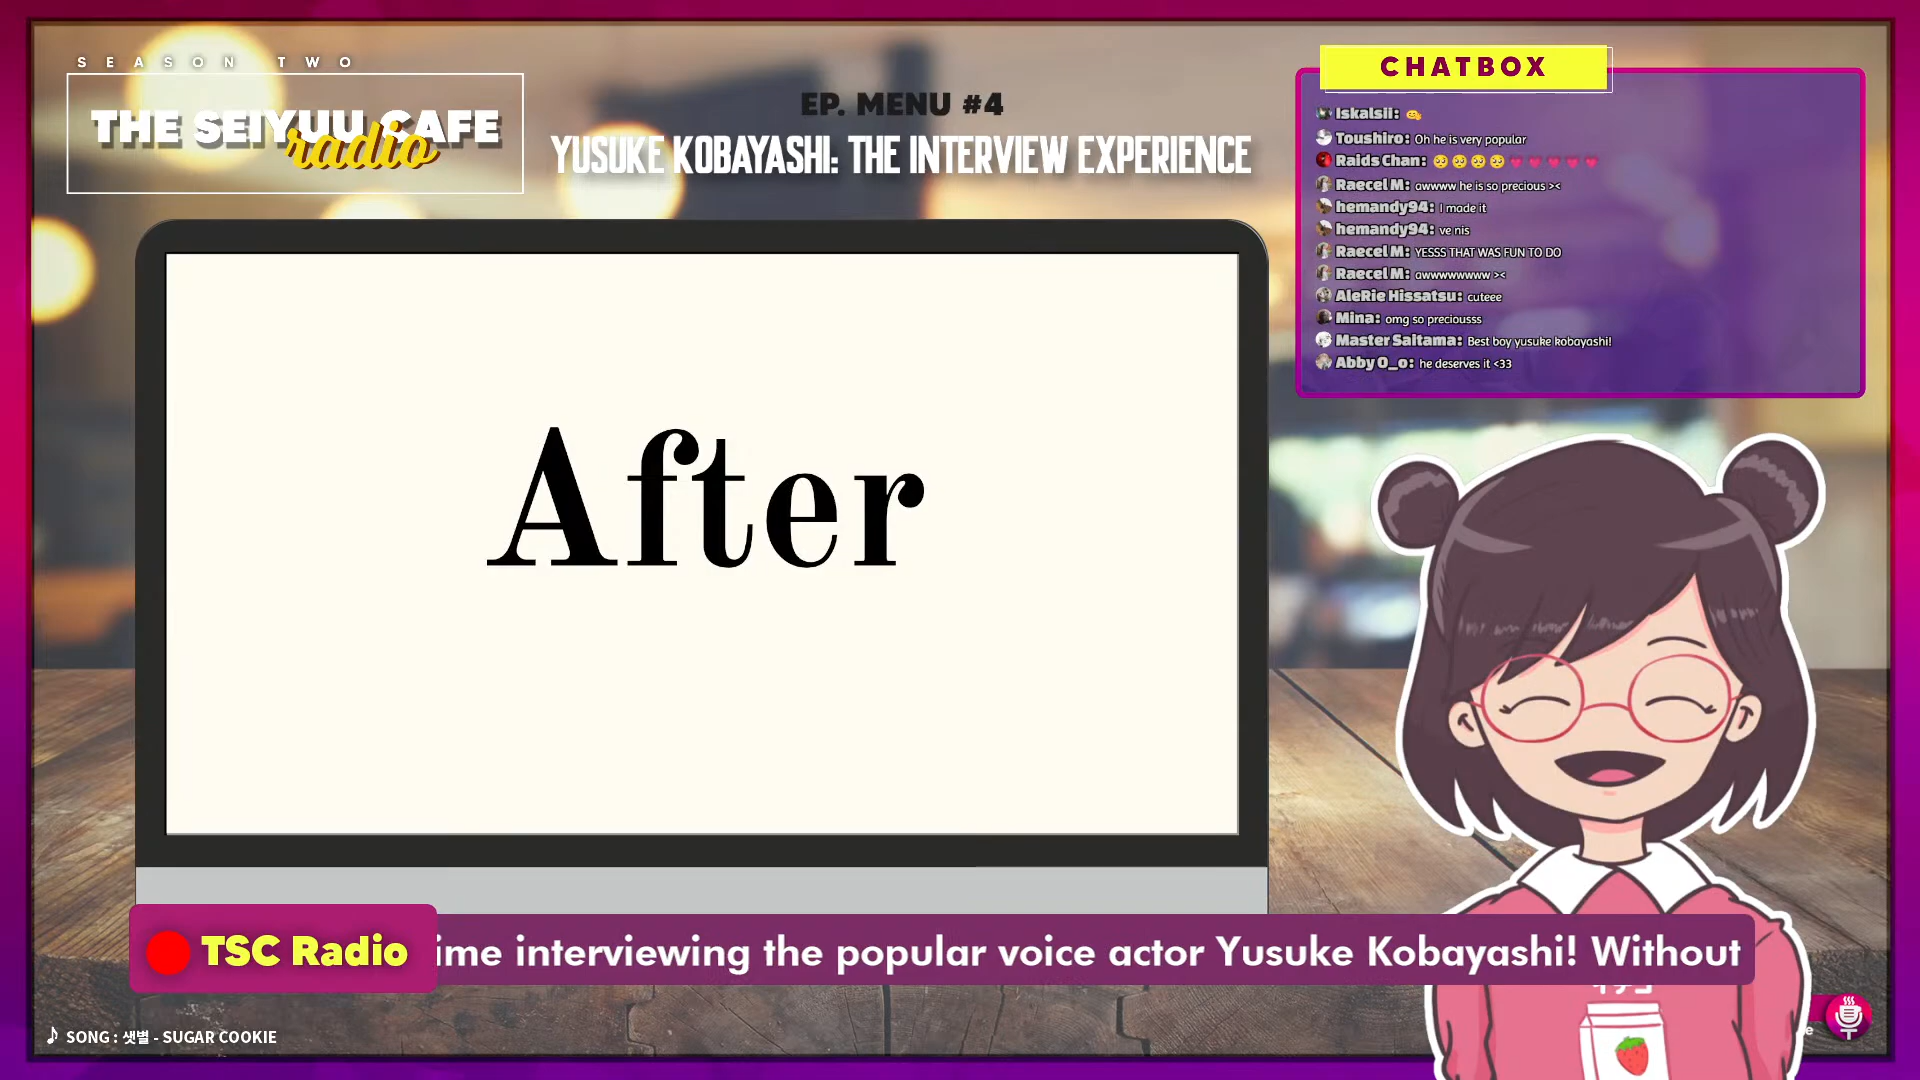 SEASON TWO
THE SEIYUU CAFE
radio
EP. MENU #4
YUSUKE KOBAYASHI: THE INTERVIEW EXPERIENCE
CHATBOX
Iskalsii:
Toushiro: Oh he is very popular
Raids Chan:
Raecel M: awwww he is so precious ><
hemandy94: I made it
hemandy94: ve nis
Raecel M: YESSS THAT WAS FUN TO DO
Raecel M: awwwwwwww ><
AleRie Hissatsu: cuteee
Mina: omg so preciousss
Master Saitama: Best boy yusuke kobayashi!
Abby O_o: he deserves it <33
After
TSC Radio
ime interviewing the popular voice actor Yusuke Kobayashi! Without
SONG : 샛별 - SUGAR COOKIE
e